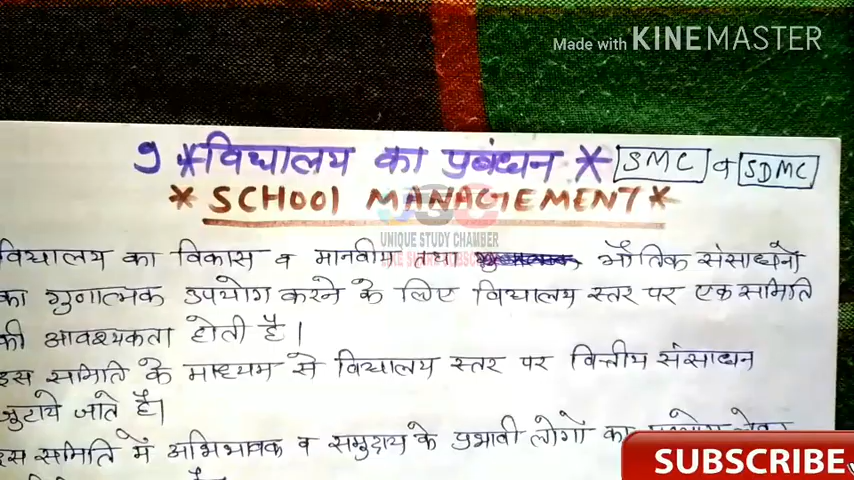 Made with KINEMASTER
9 *विद्यालय का प्रबंधन * SMC व SDMC
* SCHOOL MANAGEMENT *
UNIQUE STUDY CHAMBER
विद्यालय का विकास व मानवीय तथा भौतिक संसाधनों
का गुणात्मक उपयोग करने के लिए विद्यालय स्तर पर एक समिति
की आवश्यकता होती है।
इस समिति के माध्यम से विद्यालय स्तर पर वित्तीय संसाधन
जुटाये जाते है।
इस समिति में अभिभावक व समुदाय के प्रभावी लोगों का
SUBSCRIBE